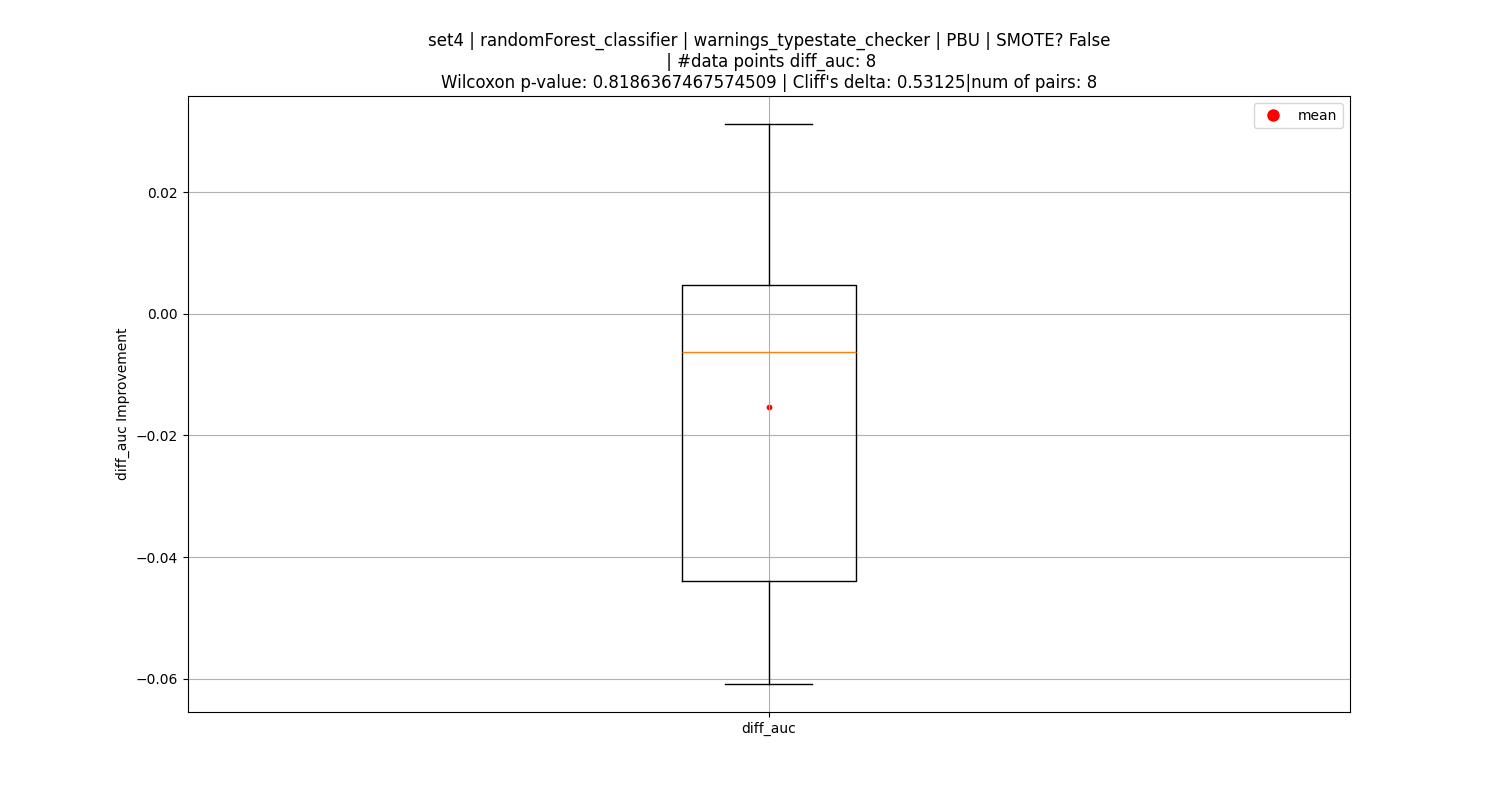 set4 | randomForest_classifier | warnings_typestate_checker | PBU | SMOTE? False
| #data points diff_auc: 8
Wilcoxon p-value: 0.8186367467574509 | Cliff's delta: 0.53125|num of pairs: 8
mean
0.02
0.00
−0.02
−0.04
−0.06
diff_auc Improvement
diff_auc